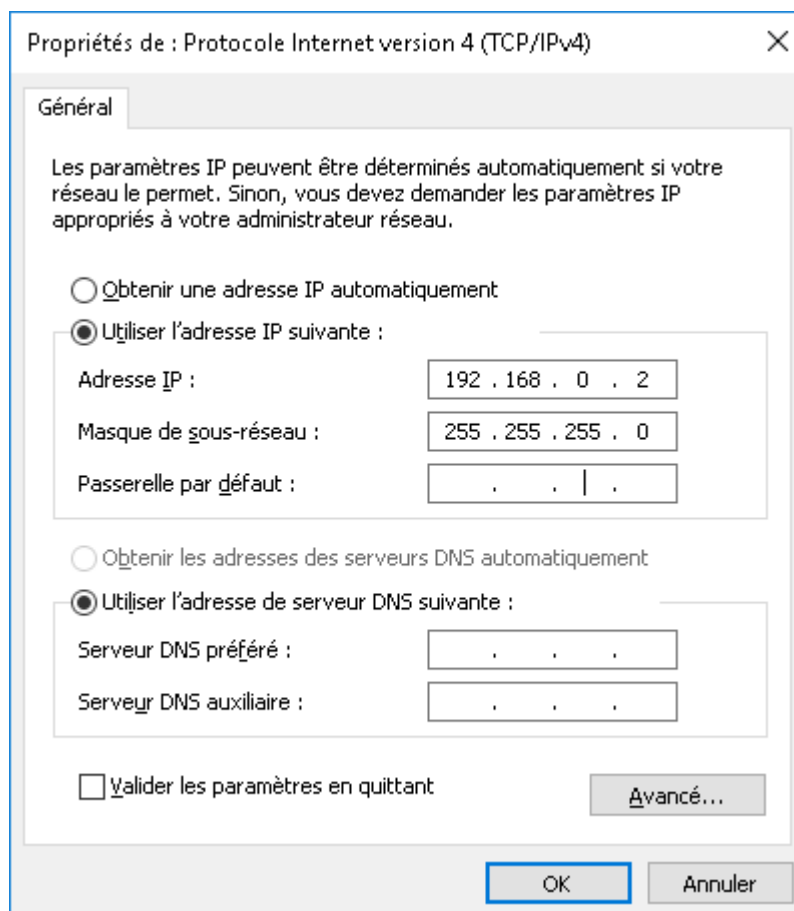 Propriétés de : Protocole Internet version 4 (TCP/IPv4)
Général
Les paramètres IP peuvent être déterminés automatiquement si votre
réseau le permet. Sinon, vous devez demander les paramètres IP
appropriés à votre administrateur réseau.
Obtenir une adresse IP automatiquement
Utiliser l'adresse IP suivante :
Adresse IP : 192 . 168 . 0 . 2
Masque de sous-réseau : 255 . 255 . 255 . 0
Passerelle par défaut : . . .
Obtenir les adresses des serveurs DNS automatiquement
Utiliser l'adresse de serveur DNS suivante :
Serveur DNS préféré : . . .
Serveur DNS auxiliaire : . . .
Valider les paramètres en quittant
Avancé...
OK Annuler